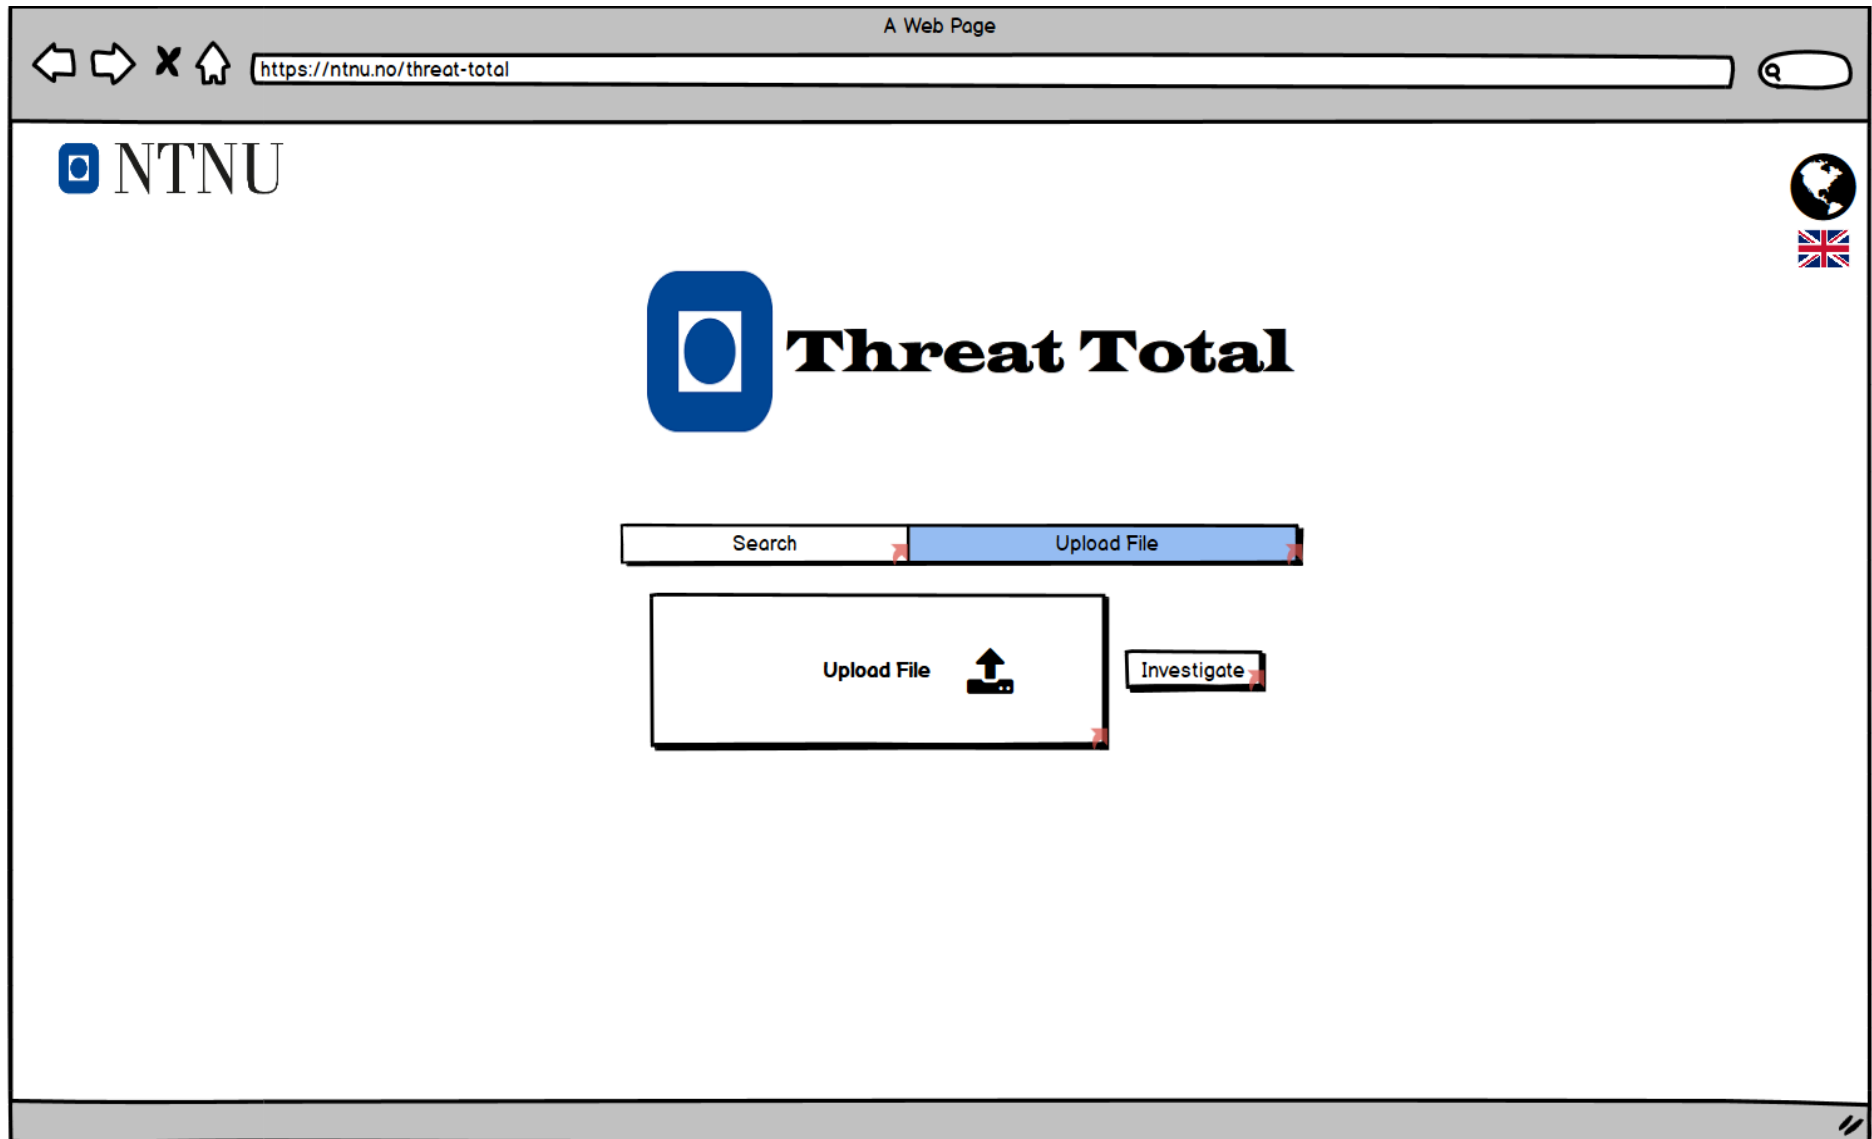 A Web Page
https://ntnu.no/threat-total
NTNU
Threat Total
Search
Upload File
Upload File
Investigate